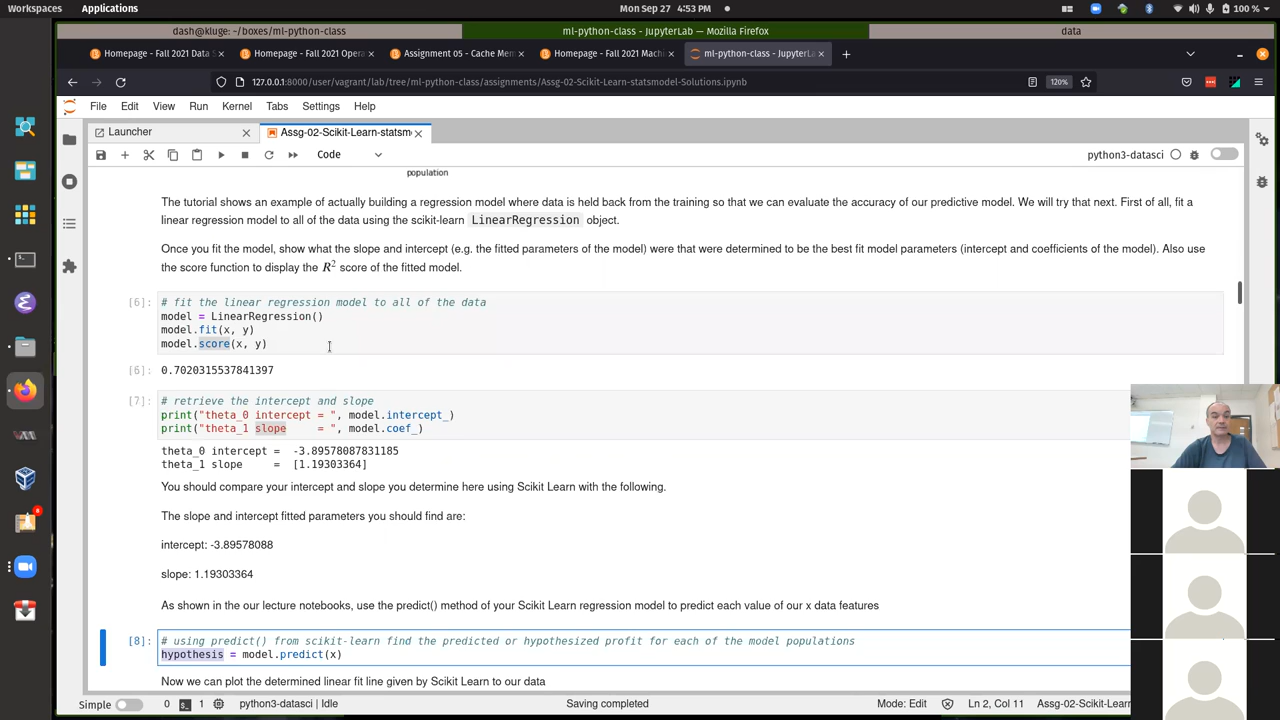 Workspaces
Applications
Mon Sep 27 4:53 PM
100 %
dash@kluge: ~/boxes/ml-python-class
ml-python-class - JupyterLab — Mozilla Firefox
data
Homepage - Fall 2021 Data S
Homepage - Fall 2021 Opera
Assignment 05 - Cache Mem
Homepage - Fall 2021 Machi
ml-python-class - JupyterLab
127.0.0.1:8000/user/vagrant/lab/tree/ml-python-class/assignments/Assg-02-Scikit-Learn-statsmodel-Solutions.ipynb
120%
File Edit View Run Kernel Tabs Settings Help
Launcher
Assg-02-Scikit-Learn-statsm
Code
python3-datasci
population
The tutorial shows an example of actually building a regression model where data is held back from the training so that we can evaluate the accuracy of our predictive model. We will try that next. First of all, fit a
linear regression model to all of the data using the scikit-learn LinearRegression object.
Once you fit the model, show what the slope and intercept (e.g. the fitted parameters of the model) were that were determined to be the best fit model parameters (intercept and coefficients of the model). Also use
the score function to display the R² score of the fitted model.
[6]: # fit the linear regression model to all of the data
model = LinearRegression()
model.fit(x, y)
model.score(x, y)
[6]: 0.7020315537841397
[7]: # retrieve the intercept and slope
print("theta_0 intercept = ", model.intercept_)
print("theta_1 slope     = ", model.coef_)
theta_0 intercept =  -3.89578087831185
theta_1 slope     =  [1.19303364]
You should compare your intercept and slope you determine here using Scikit Learn with the following.
The slope and intercept fitted parameters you should find are:
intercept: -3.89578088
slope: 1.19303364
As shown in the our lecture notebooks, use the predict() method of your Scikit Learn regression model to predict each value of our x data features
[8]: # using predict() from scikit-learn find the predicted or hypothesized profit for each of the model populations
hypothesis = model.predict(x)
Now we can plot the determined linear fit line given by Scikit Learn to our data
Simple
0
1
python3-datasci | Idle
Saving completed
Mode: Edit
Ln 2, Col 11
Assg-02-Scikit-Learn-statsmodel-Solutions.ipynb